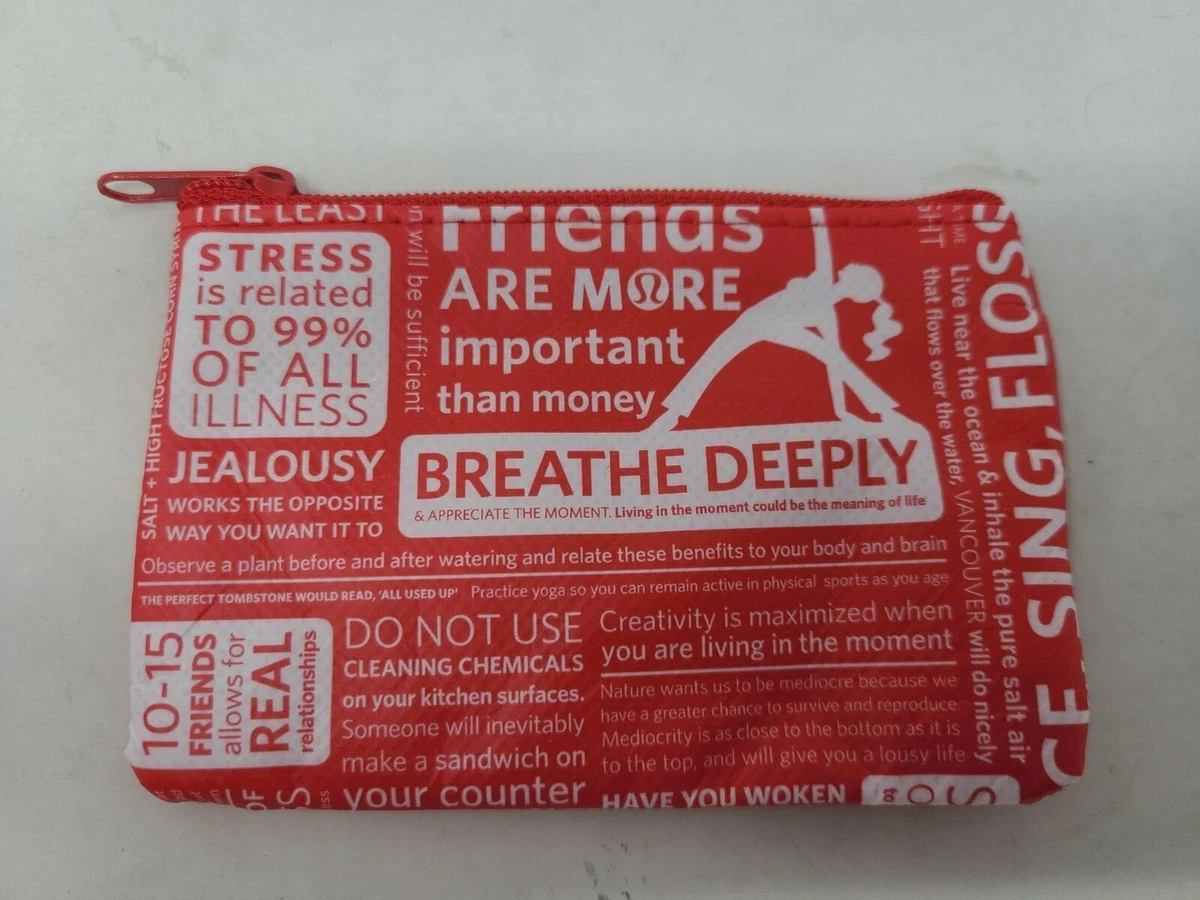 THE LEAST
STRESS
is related
TO 99%
OF ALL
ILLNESS
SALT + HIGH FRUCTOSE CORN
JEALOUSY
WORKS THE OPPOSITE
WAY YOU WANT IT TO
will be sufficient
Friends
ARE MORE
important
than money
BREATHE DEEPLY
& APPRECIATE THE MOMENT. Living in the moment could be the meaning of life
Observe a plant before and after watering and relate these benefits to your body and brain
THE PERFECT TOMBSTONE WOULD READ, 'ALL USED UP' Practice yoga so you can remain active in physical sports as you age
10-15
FRIENDS
allows for
REAL
relationships
DO NOT USE
CLEANING CHEMICALS
on your kitchen surfaces.
Someone will inevitably
make a sandwich on
your counter
Creativity is maximized when
you are living in the moment
Nature wants us to be mediocre because we
have a greater chance to survive and reproduce.
Mediocrity is as close to the bottom as it is
to the top, and will give you a lousy life
HAVE YOU WOKEN
TIME.
Live near the ocean & inhale the pure salt air
that flows over the water, VANCOUVER will do nicely
SING, FLOSS